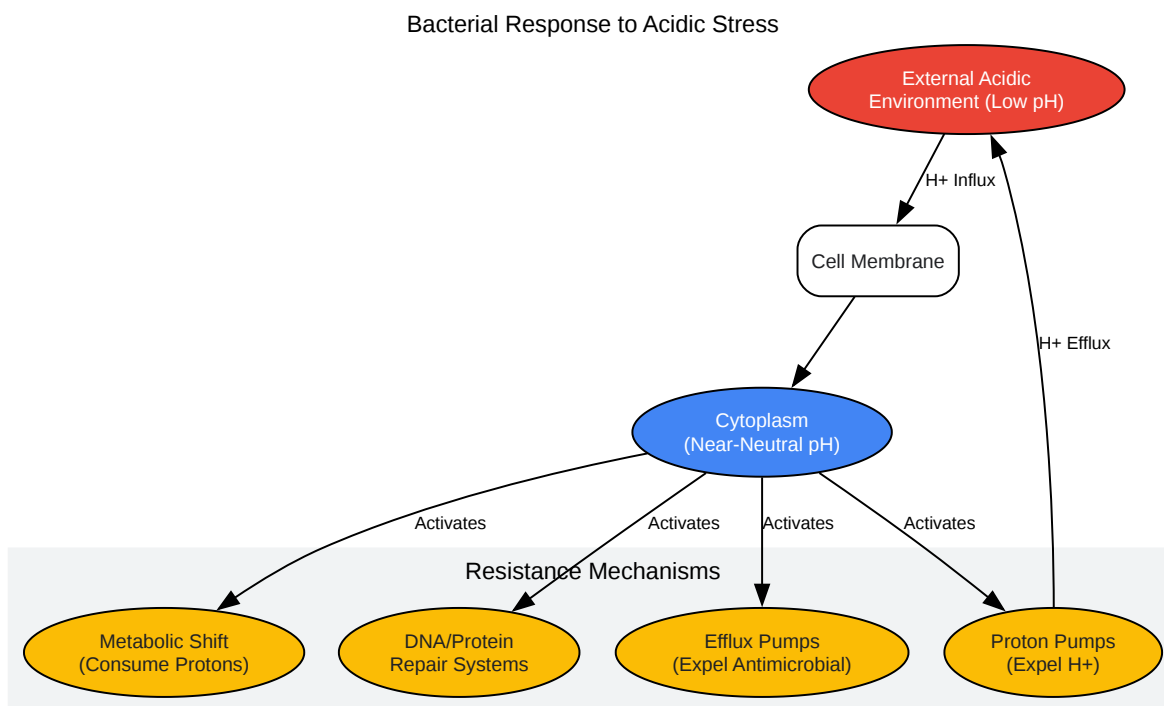 Bacterial Response to Acidic Stress
External Acidic
Environment (Low pH)
H+ Influx
Cell Membrane
H+ Efflux
Cytoplasm
(Near-Neutral pH)
Activates
Activates
Activates
Activates
Resistance Mechanisms
Metabolic Shift
(Consume Protons)
DNA/Protein
Repair Systems
Efflux Pumps
(Expel Antimicrobial)
Proton Pumps
(Expel H+)